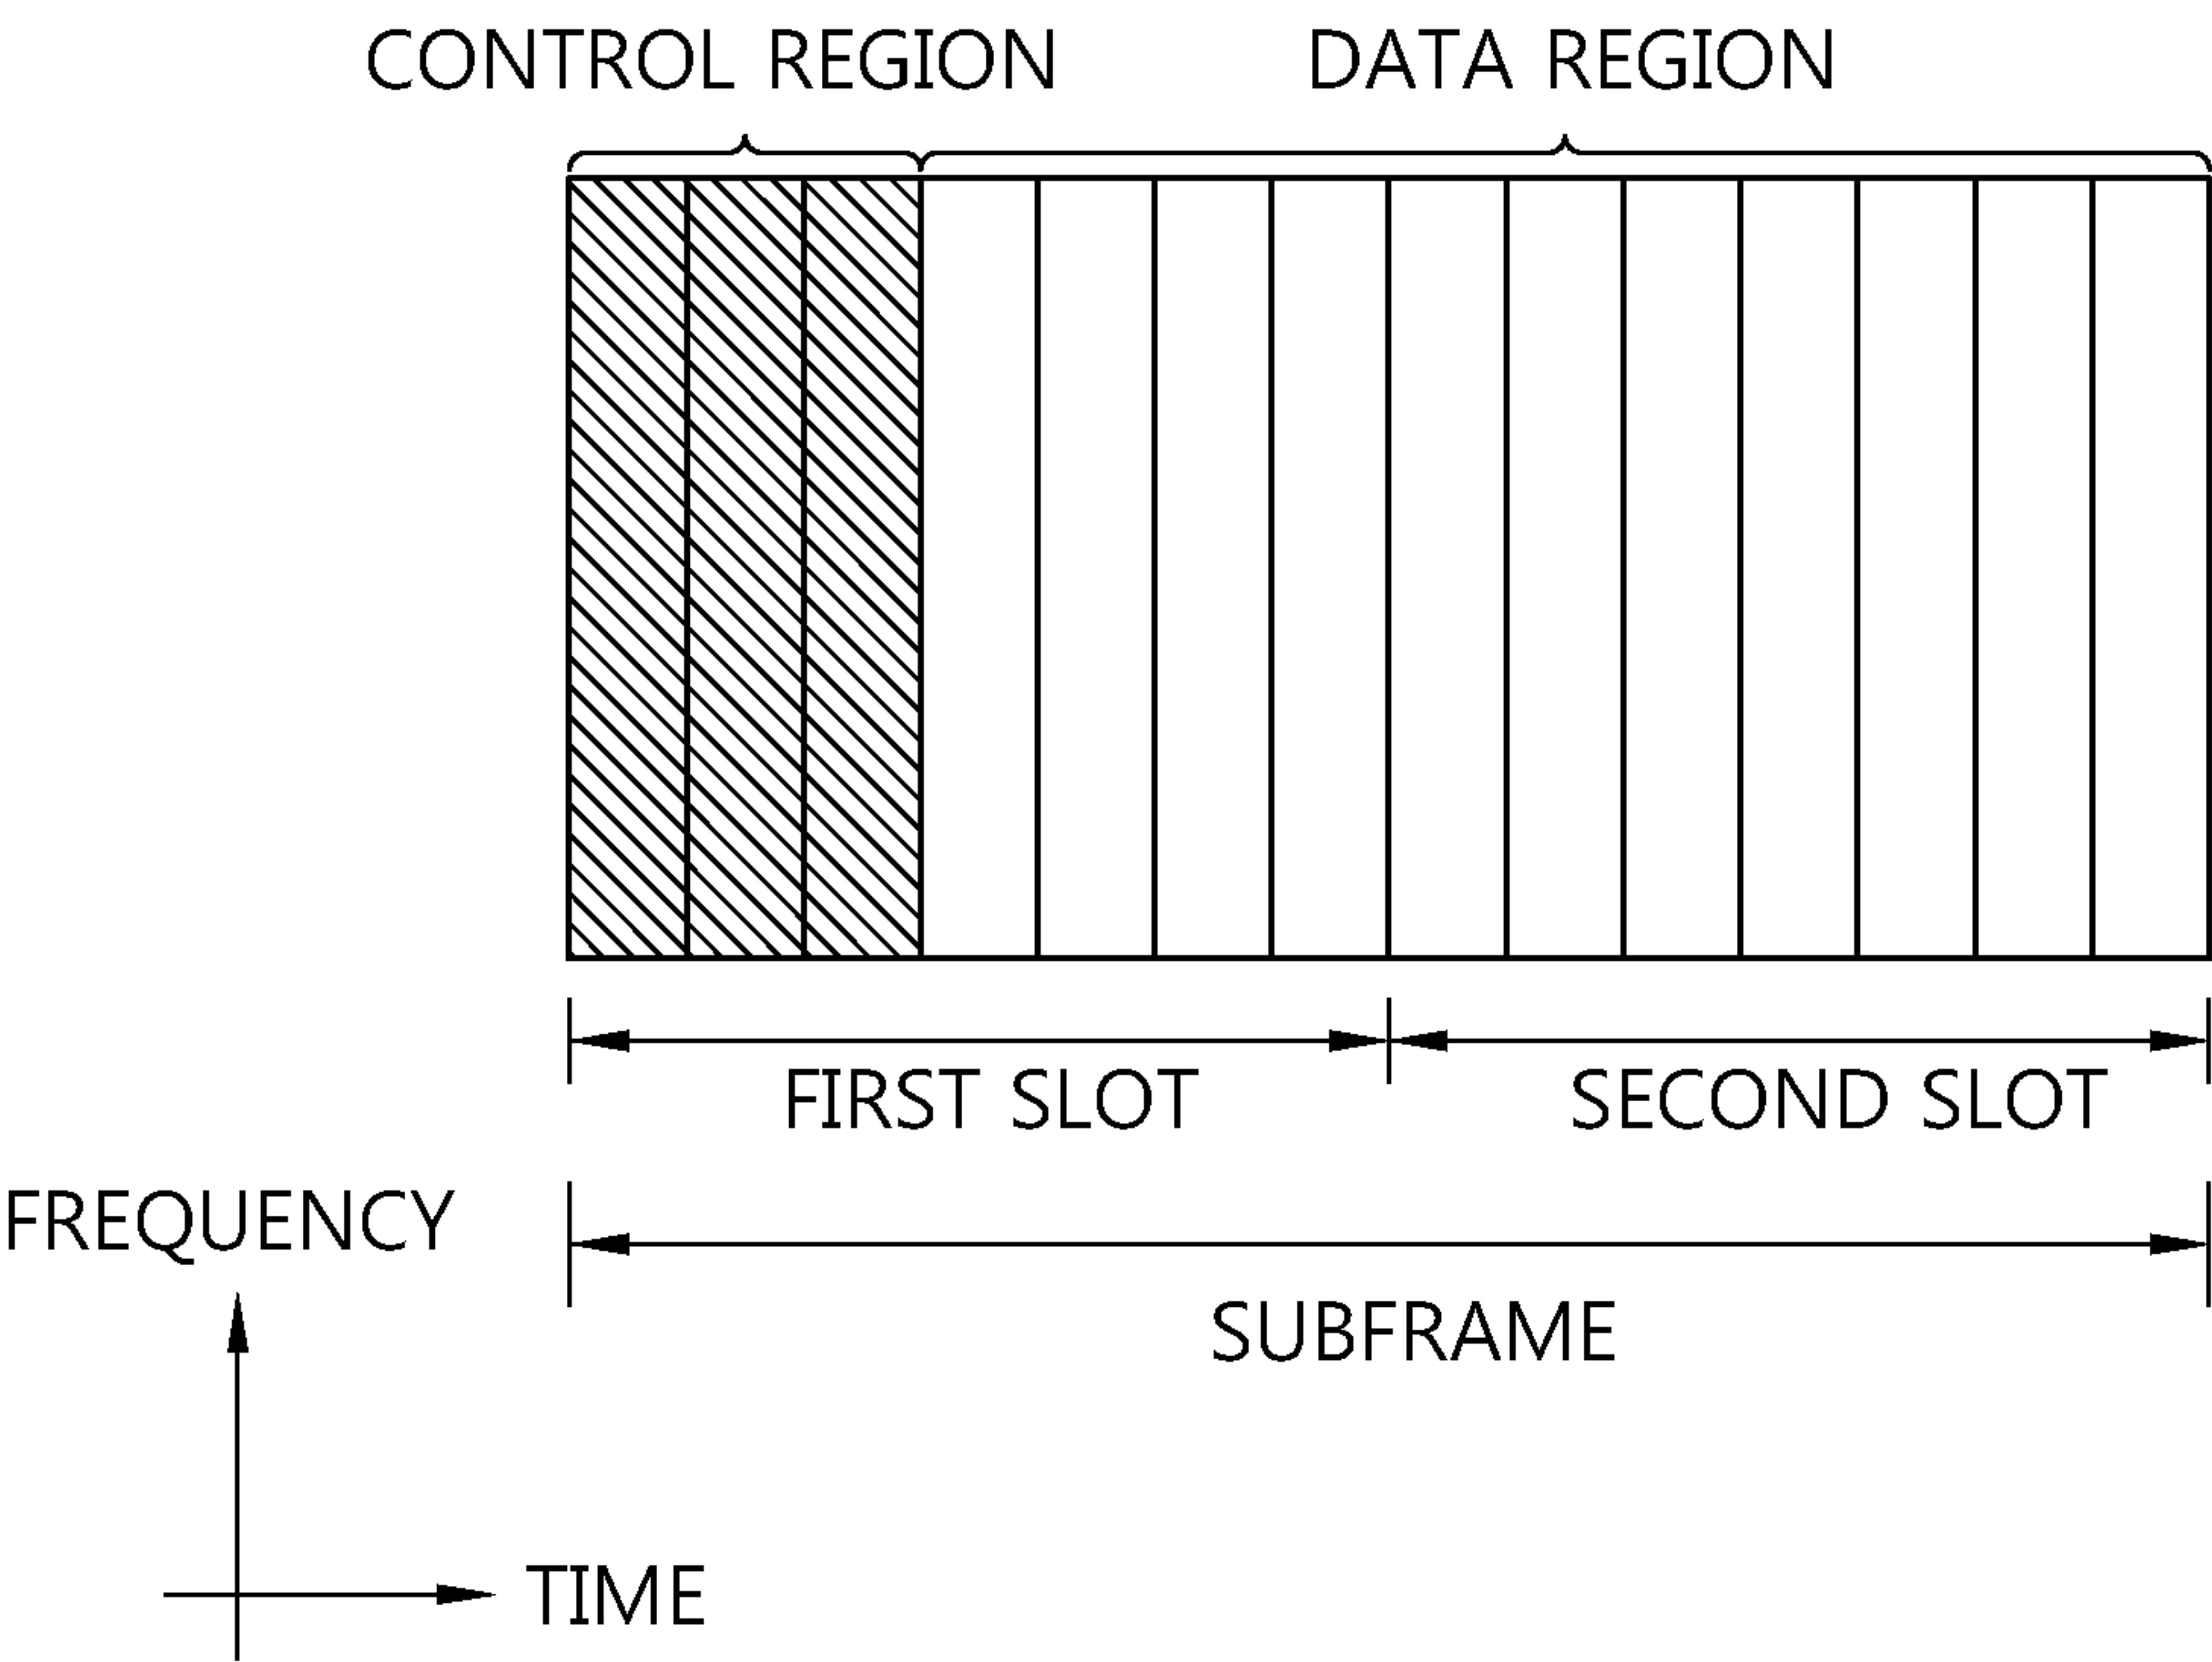 CONTROL REGION
DATA REGION
FIRST SLOT
SECOND SLOT
FREQUENCY
SUBFRAME
TIME